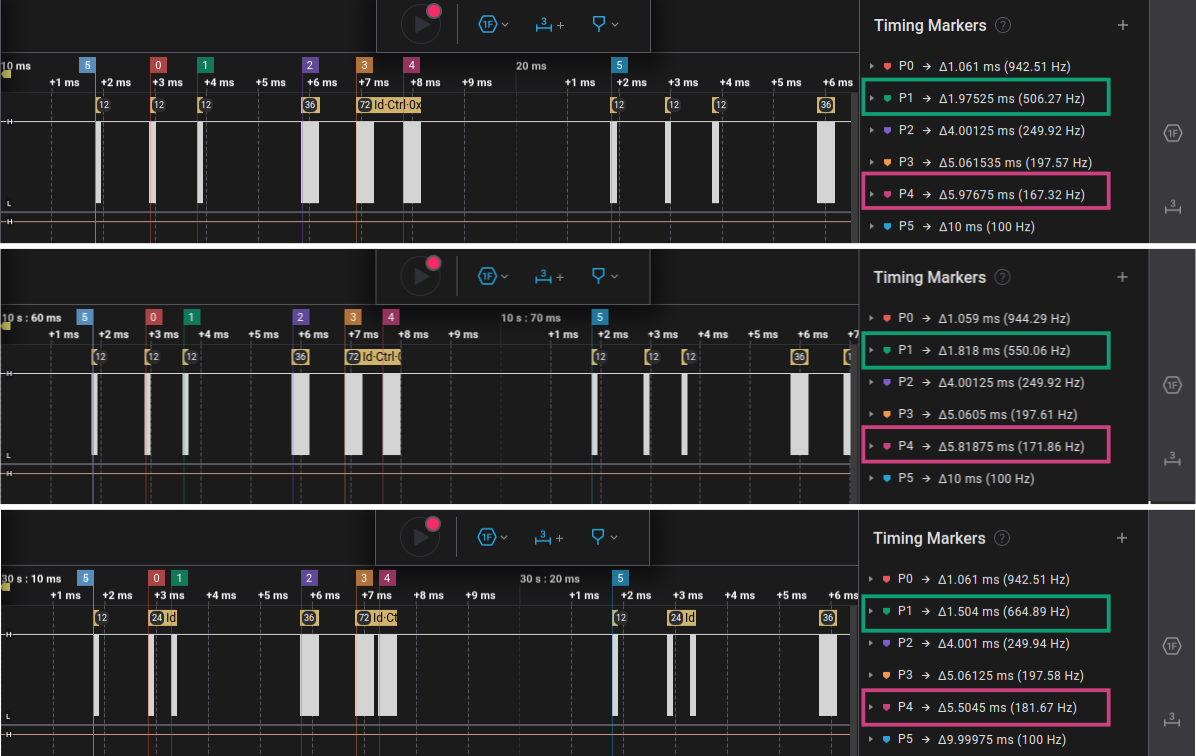 1F 3 +
Timing Markers ? +
10 ms 5 0 1 2 3 4 20 ms 5
+1 ms +2 ms +3 ms +4 ms +5 ms +6 ms +7 ms +8 ms +9 ms +1 ms +2 ms +3 ms +4 ms +5 ms +6 ms
12 12 12 36 72 Id·Ctrl·0x 12 12 12 36
H
L
H
P0 → Δ1.061 ms (942.51 Hz)
P1 → Δ1.97525 ms (506.27 Hz)
P2 → Δ4.00125 ms (249.92 Hz)
P3 → Δ5.061535 ms (197.57 Hz)
P4 → Δ5.97675 ms (167.32 Hz)
P5 → Δ10 ms (100 Hz)
1F
3
1F 3 +
Timing Markers ? +
10 s : 60 ms 5 0 1 2 3 4 10 s : 70 ms 5
+1 ms +2 ms +3 ms +4 ms +5 ms +6 ms +7 ms +8 ms +9 ms +1 ms +2 ms +3 ms +4 ms +5 ms +6 ms +7
12 12 12 36 72 Id·Ctrl·0 12 12 12 36 1
H
L
H
P0 → Δ1.059 ms (944.29 Hz)
P1 → Δ1.818 ms (550.06 Hz)
P2 → Δ4.00125 ms (249.92 Hz)
P3 → Δ5.0605 ms (197.61 Hz)
P4 → Δ5.81875 ms (171.86 Hz)
P5 → Δ10 ms (100 Hz)
1F
3
1F 3 +
Timing Markers ? +
30 s : 10 ms 5 0 1 2 3 4 30 s : 20 ms 5
+1 ms +2 ms +3 ms +4 ms +5 ms +6 ms +7 ms +8 ms +9 ms +1 ms +2 ms +3 ms +4 ms +5 ms +6 ms
12 24 Id 36 72 Id·Ct 12 24 Id 36
H
L
H
P0 → Δ1.061 ms (942.51 Hz)
P1 → Δ1.504 ms (664.89 Hz)
P2 → Δ4.001 ms (249.94 Hz)
P3 → Δ5.06125 ms (197.58 Hz)
P4 → Δ5.5045 ms (181.67 Hz)
P5 → Δ9.99975 ms (100 Hz)
1F
3